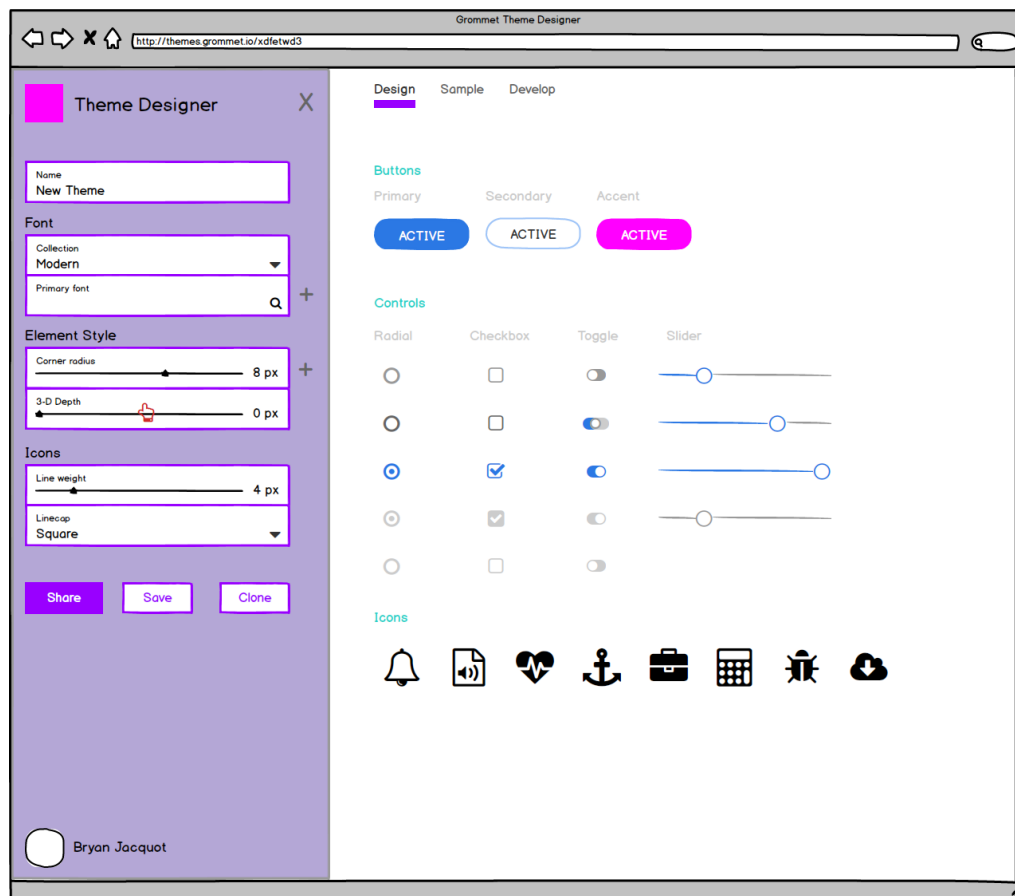 Grommet Theme Designer
http://themes.grommet.io/xdfetwd3
Theme Designer
X
Name
New Theme
Font
Collection
Modern
Primary font
+
Element Style
Corner radius
8 px
+
3-D Depth
0 px
Icons
Line weight
4 px
Linecap
Square
Share Save Clone
Bryan Jacquot
Design Sample Develop
Buttons
Primary Secondary Accent
ACTIVE ACTIVE ACTIVE
Controls
Radial Checkbox Toggle Slider
Icons